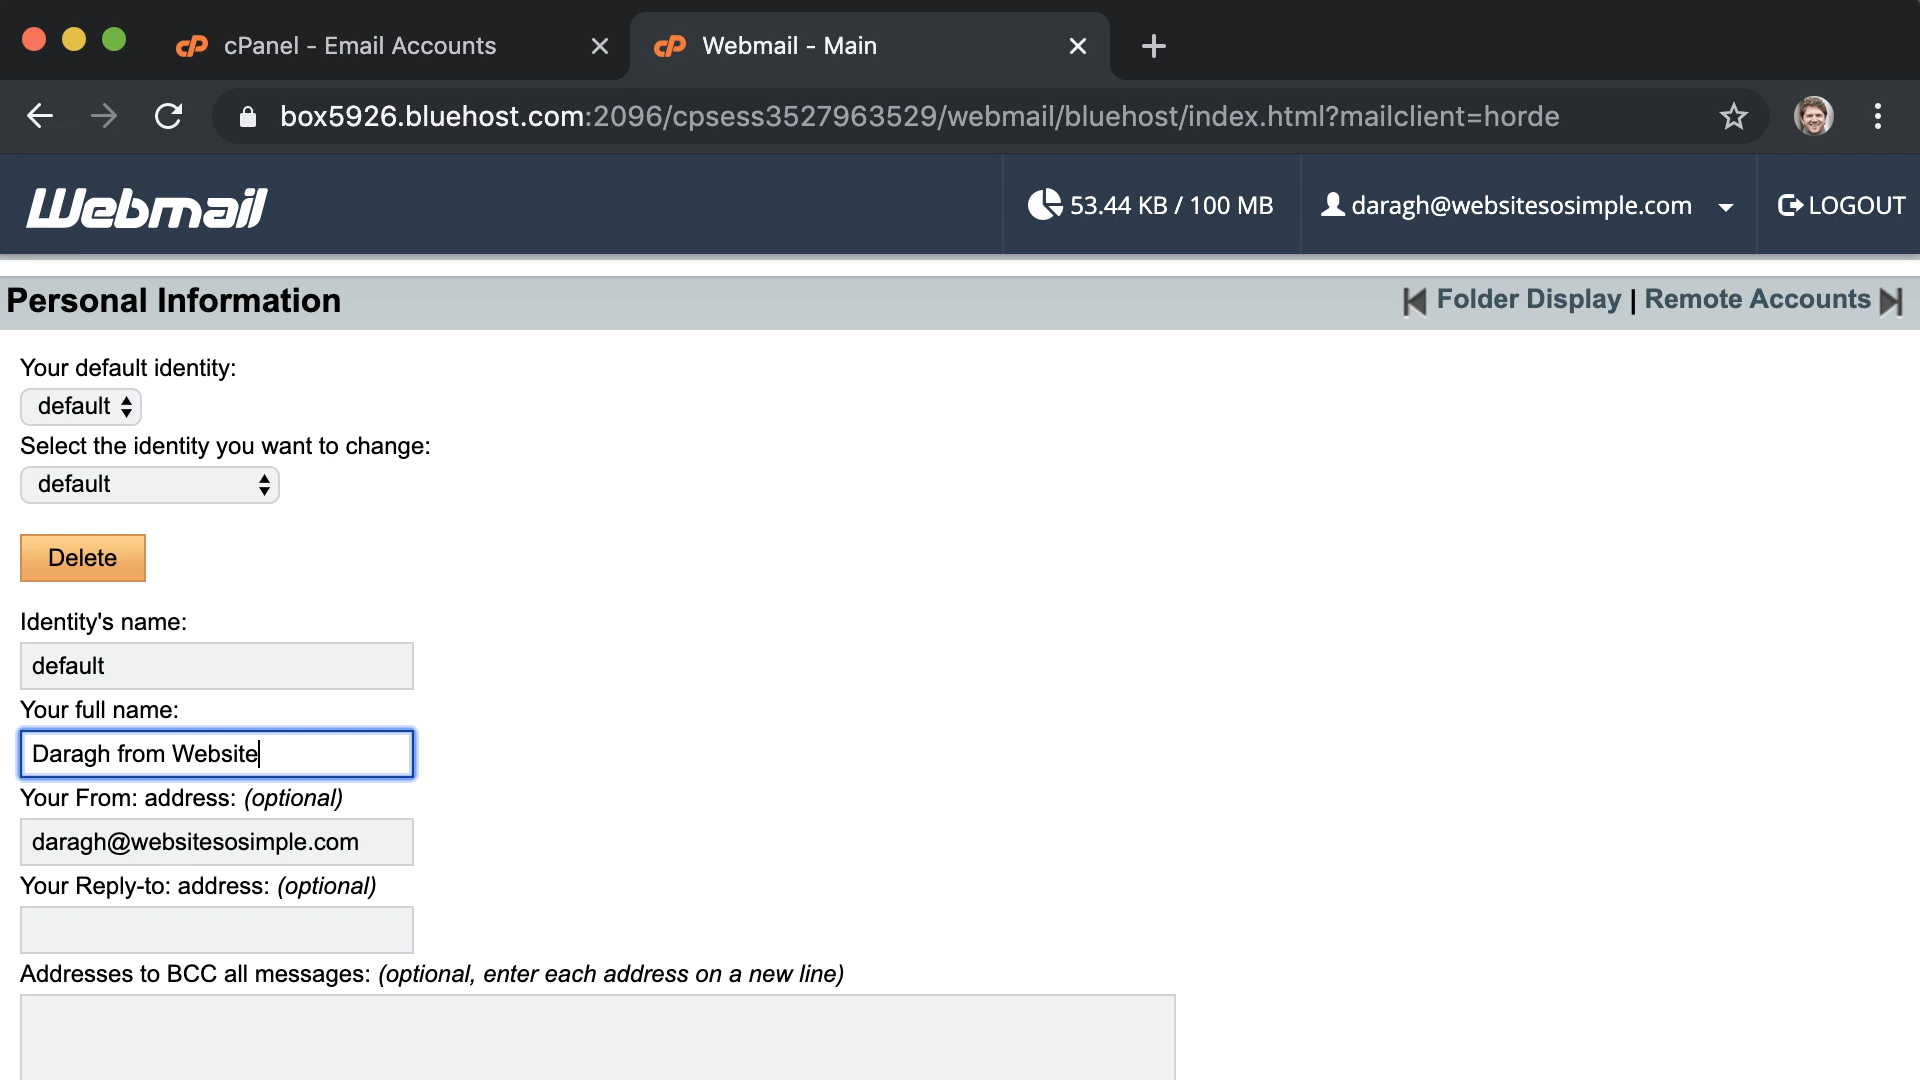 cPanel - Email Accounts
Webmail - Main
box5926.bluehost.com:2096/cpsess3527963529/webmail/bluehost/index.html?mailclient=horde
Webmail
53.44 KB / 100 MB
daragh@websitesosimple.com
LOGOUT
Personal Information
Folder Display | Remote Accounts
Your default identity:
default
Select the identity you want to change:
default
Delete
Identity's name:
default
Your full name:
Daragh from Website
Your From: address: (optional)
daragh@websitesosimple.com
Your Reply-to: address: (optional)
Addresses to BCC all messages: (optional, enter each address on a new line)